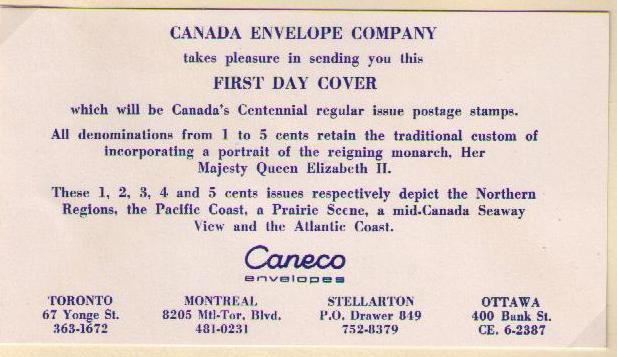 CANADA ENVELOPE COMPANY
takes pleasure in sending you this
FIRST DAY COVER
which will be Canada's Centennial regular issue postage stamps.
All denominations from 1 to 5 cents retain the traditional custom of
incorporating a portrait of the reigning monarch, Her
Majesty Queen Elizabeth II.
These 1, 2, 3, 4 and 5 cents issues respectively depict the Northern
Regions, the Pacific Coast, a Prairie Scene, a mid-Canada Seaway
View and the Atlantic Coast.
Caneco
envelopes
TORONTO MONTREAL STELLARTON OTTAWA
67 Yonge St. 8205 Mtl-Tor, Blvd. P.O. Drawer 849 400 Bank St.
363-1672 481-0231 752-8379 CE. 6-2387